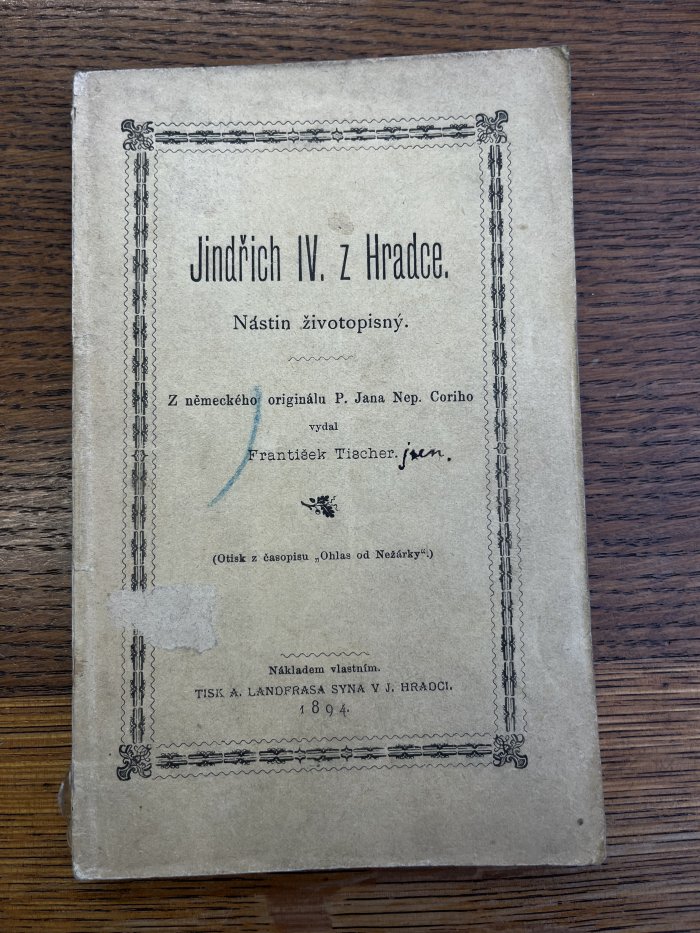 Jindřich IV. z Hradce.
Nástin životopisný.
Z německého originálu P. Jana Nep. Coriho
vydal
František Tischer.
(Otisk z časopisu „Ohlas od Nežárky“.)
Nákladem vlastním.
TISK A. LANDFRASA SYNA V J. HRADCI.
1894.